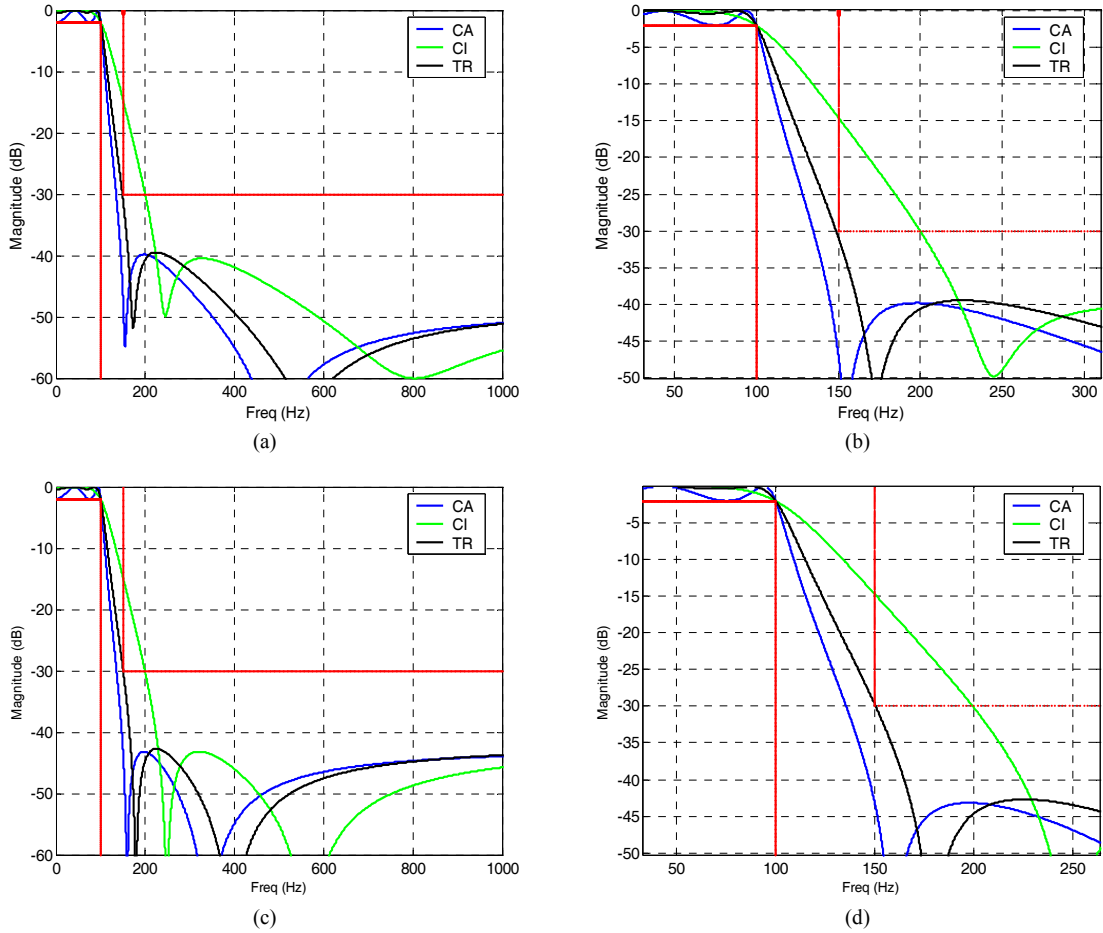 0
-10
-20
-30
-40
-50
-60
Magnitude (dB)
0 200 400 600 800 1000
Freq (Hz)
CA
CI
TR
(a)
0
-5
-10
-15
-20
-25
-30
-35
-40
-45
-50
Magnitude (dB)
50 100 150 200 250 300
Freq (Hz)
CA
CI
TR
(b)
0
-10
-20
-30
-40
-50
-60
Magnitude (dB)
0 200 400 600 800 1000
Freq (Hz)
CA
CI
TR
(c)
0
-5
-10
-15
-20
-25
-30
-35
-40
-45
-50
Magnitude (dB)
50 100 150 200 250
Freq (Hz)
CA
CI
TR
(d)